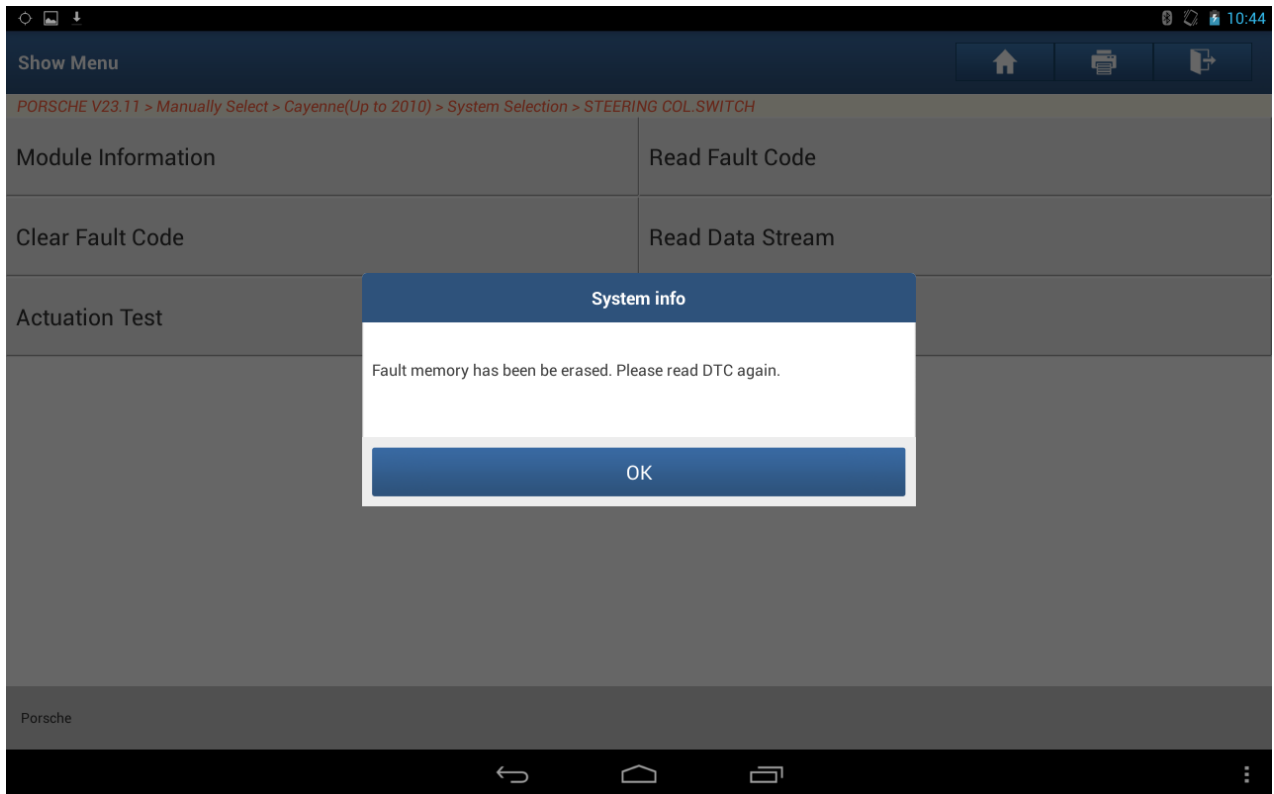 10:44
Show Menu
PORSCHE V23.11 > Manually Select > Cayenne(Up to 2010) > System Selection > STEERING COL.SWITCH
Module Information
Read Fault Code
Clear Fault Code
Read Data Stream
Actuation Test
System info
Fault memory has been be erased. Please read DTC again.
OK
Porsche